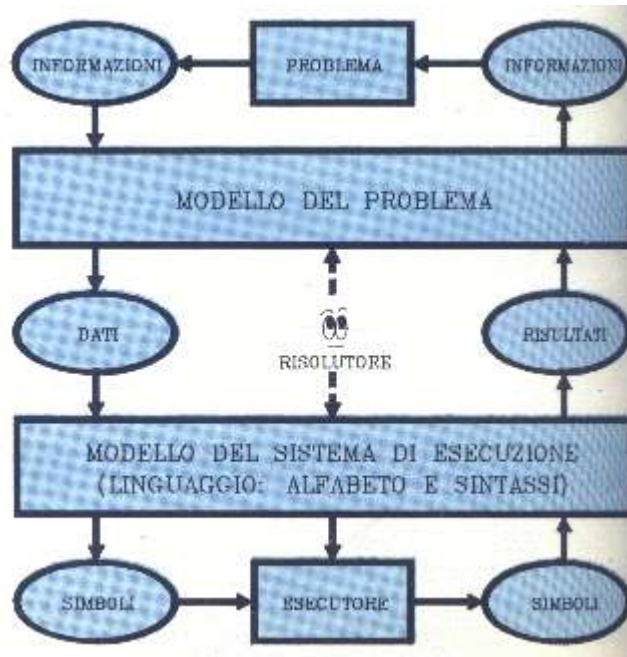 INFORMAZIONI
PROBLEMA
INFORMAZIONI
MODELLO DEL PROBLEMA
DATI
RISOLUTORE
RISULTATI
MODELLO DEL SISTEMA DI ESECUZIONE
(LINGUAGGIO: ALFABETO E SINTASSI)
SIMBOLI
ESECUTORE
SIMBOLI